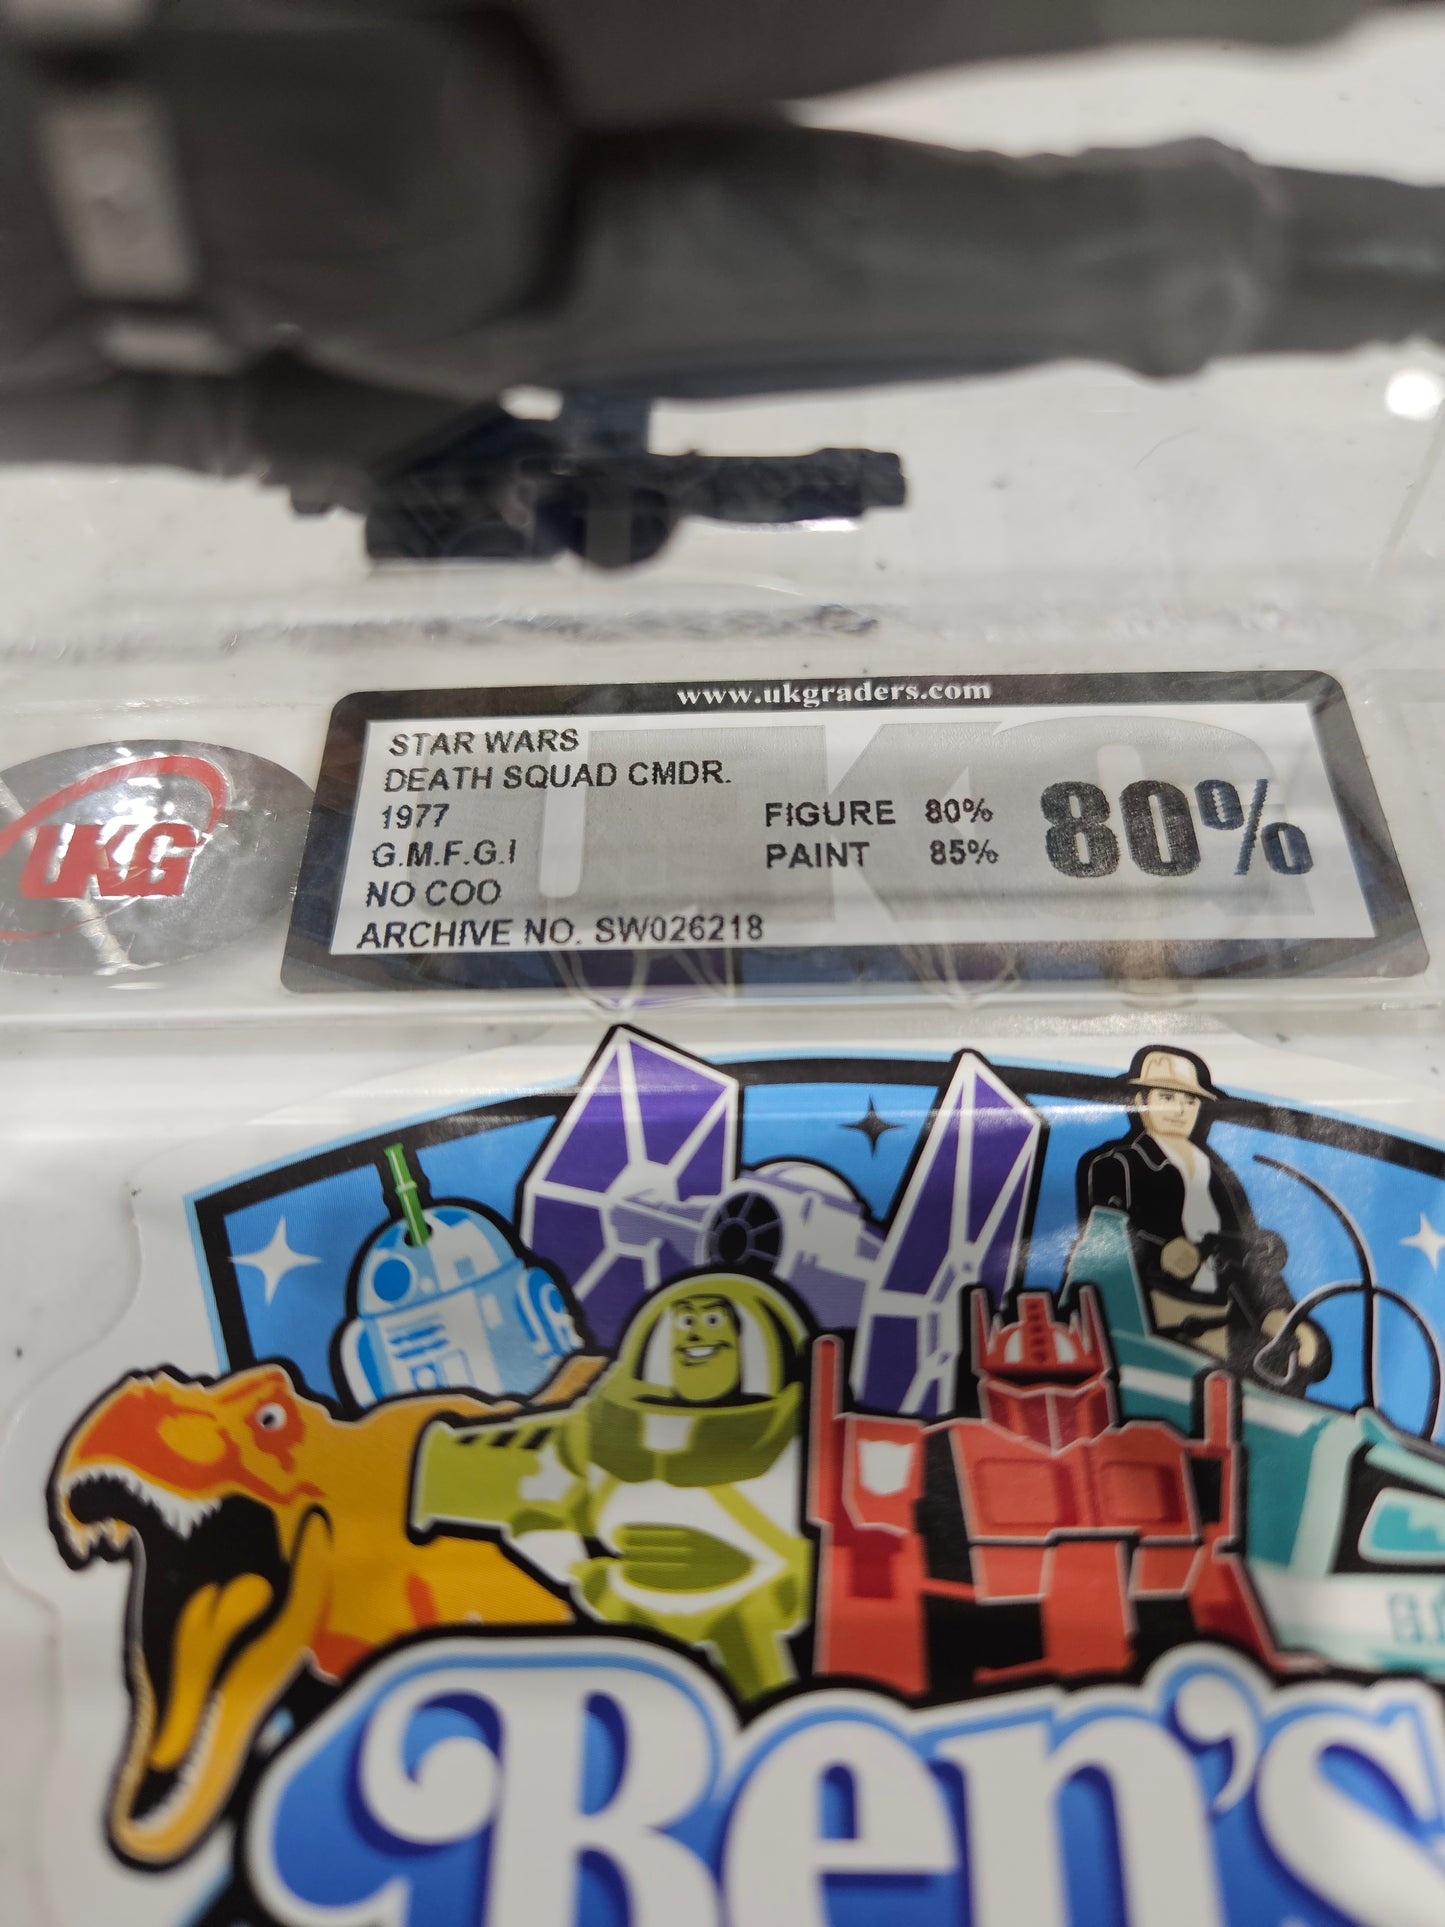 www.ukgraders.com
STAR WARS
DEATH SQUAD CMDR.
1977
FIGURE 80%
80%
G.M.F.G.I
PAINT 85%
NO COO
ARCHIVE NO. SW026218
UKG
UKG
Ben's